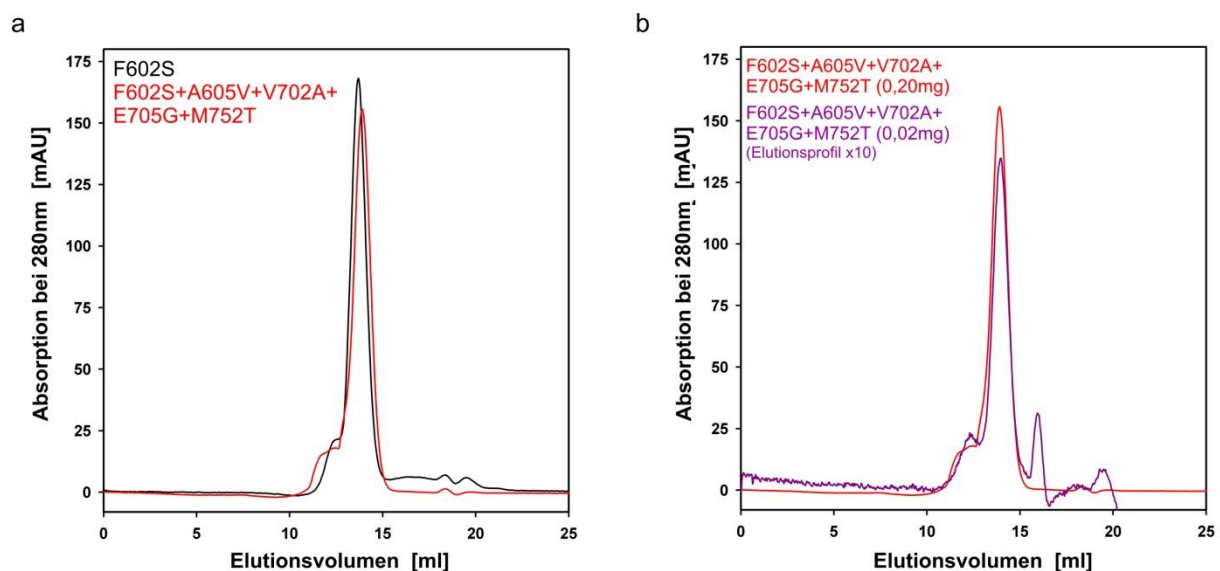 a
F602S
F602S+A605V+V702A+
E705G+M752T
Absorption bei 280nm [mAU]
175
150
125
100
75
50
25
0
0
5
10
15
20
25
Elutionsvolumen [ml]
b
F602S+A605V+V702A+
E705G+M752T (0,20mg)
F602S+A605V+V702A+
E705G+M752T (0,02mg)
(Elutionsprofil x10)
Absorption bei 280nm [mAU]
175
150
125
100
75
50
25
0
0
5
10
15
20
25
Elutionsvolumen [ml]